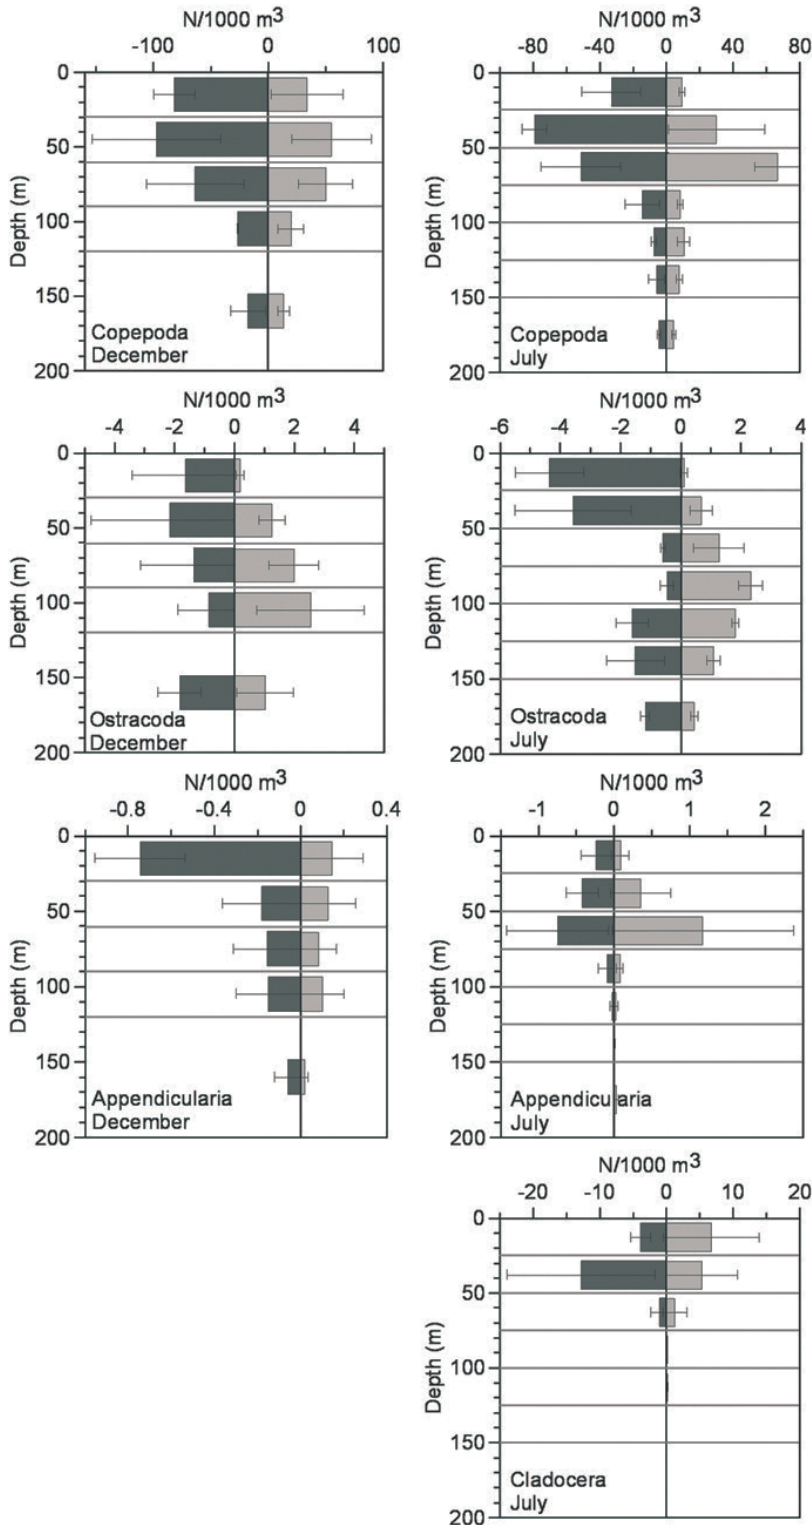 N/1000 m³
-100 0 100
0
50
100
150
200
Depth (m)
Copepoda
December
N/1000 m³
-80 -40 0 40 80
0
50
100
150
200
Depth (m)
Copepoda
July
N/1000 m³
-4 -2 0 2 4
0
50
100
150
200
Depth (m)
Ostracoda
December
N/1000 m³
-6 -4 -2 0 2 4
0
50
100
150
200
Depth (m)
Ostracoda
July
N/1000 m³
-0.8 -0.4 0 0.4
0
50
100
150
200
Depth (m)
Appendicularia
December
N/1000 m³
-1 0 1 2
0
50
100
150
200
Depth (m)
Appendicularia
July
N/1000 m³
-20 -10 0 10 20
0
50
100
150
200
Depth (m)
Cladocera
July